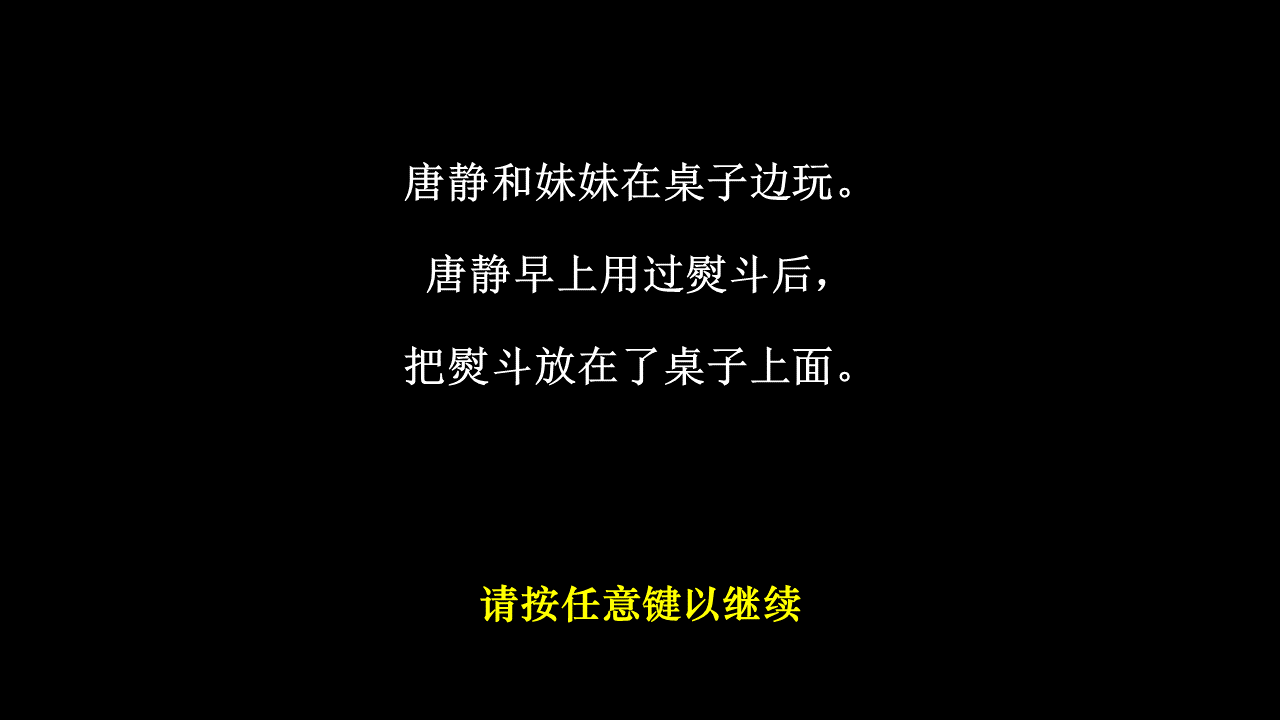 唐静和妹妹在桌子边玩。
唐静早上用过熨斗后，
把熨斗放在了桌子上面。
请按任意键以继续